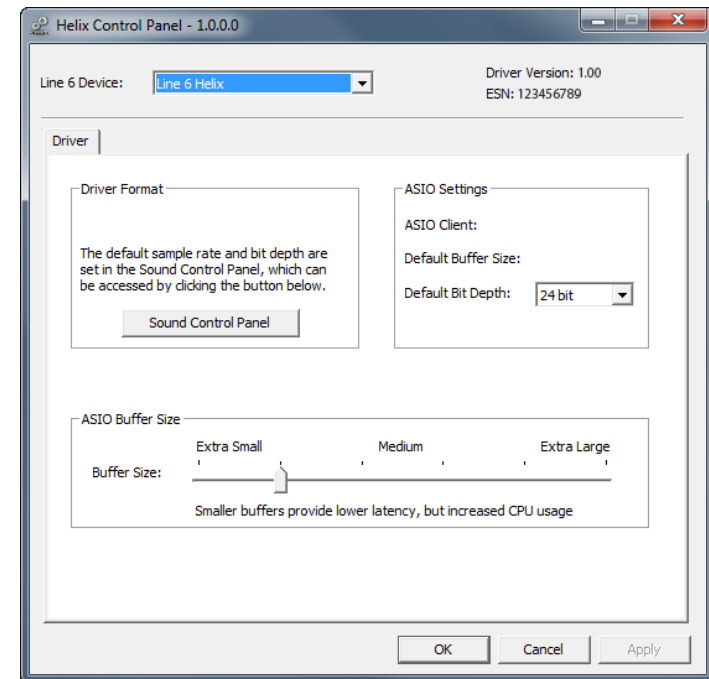 Helix Control Panel - 1.0.0.0
Line 6 Device:
Line 6 Helix
Driver Version: 1.00
ESN: 123456789
Driver
Driver Format
The default sample rate and bit depth are
set in the Sound Control Panel, which can
be accessed by clicking the button below.
Sound Control Panel
ASIO Settings
ASIO Client:
Default Buffer Size:
Default Bit Depth:
24 bit
ASIO Buffer Size
Extra Small
Medium
Extra Large
Buffer Size:
Smaller buffers provide lower latency, but increased CPU usage
OK
Cancel
Apply